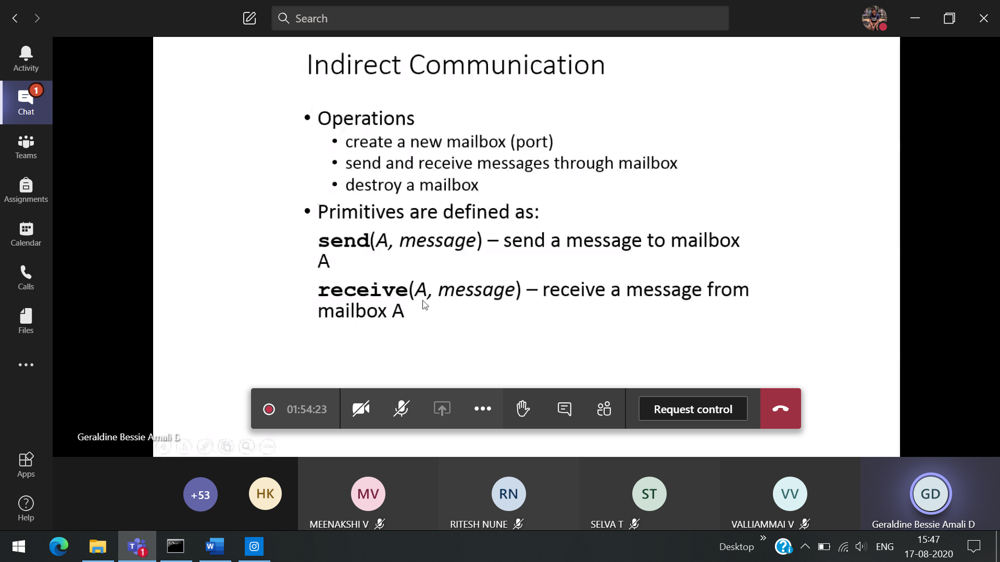 Search
Activity
1
Chat
Teams
Assignments
Calendar
Calls
Files
Apps
Help
Indirect Communication
• Operations
• create a new mailbox (port)
• send and receive messages through mailbox
• destroy a mailbox
• Primitives are defined as:
send(A, message) – send a message to mailbox
A
receive(A, message) – receive a message from
mailbox A
01:54:23
Request control
Geraldine Bessie Amali D
+53
HK
MV
RN
ST
VV
GD
MEENAKSHI V
RITESH NUNE
SELVA T
VALLIAMMAI V
Geraldine Bessie Amali D
T
1
W
Desktop
ENG
15:47
17-08-2020